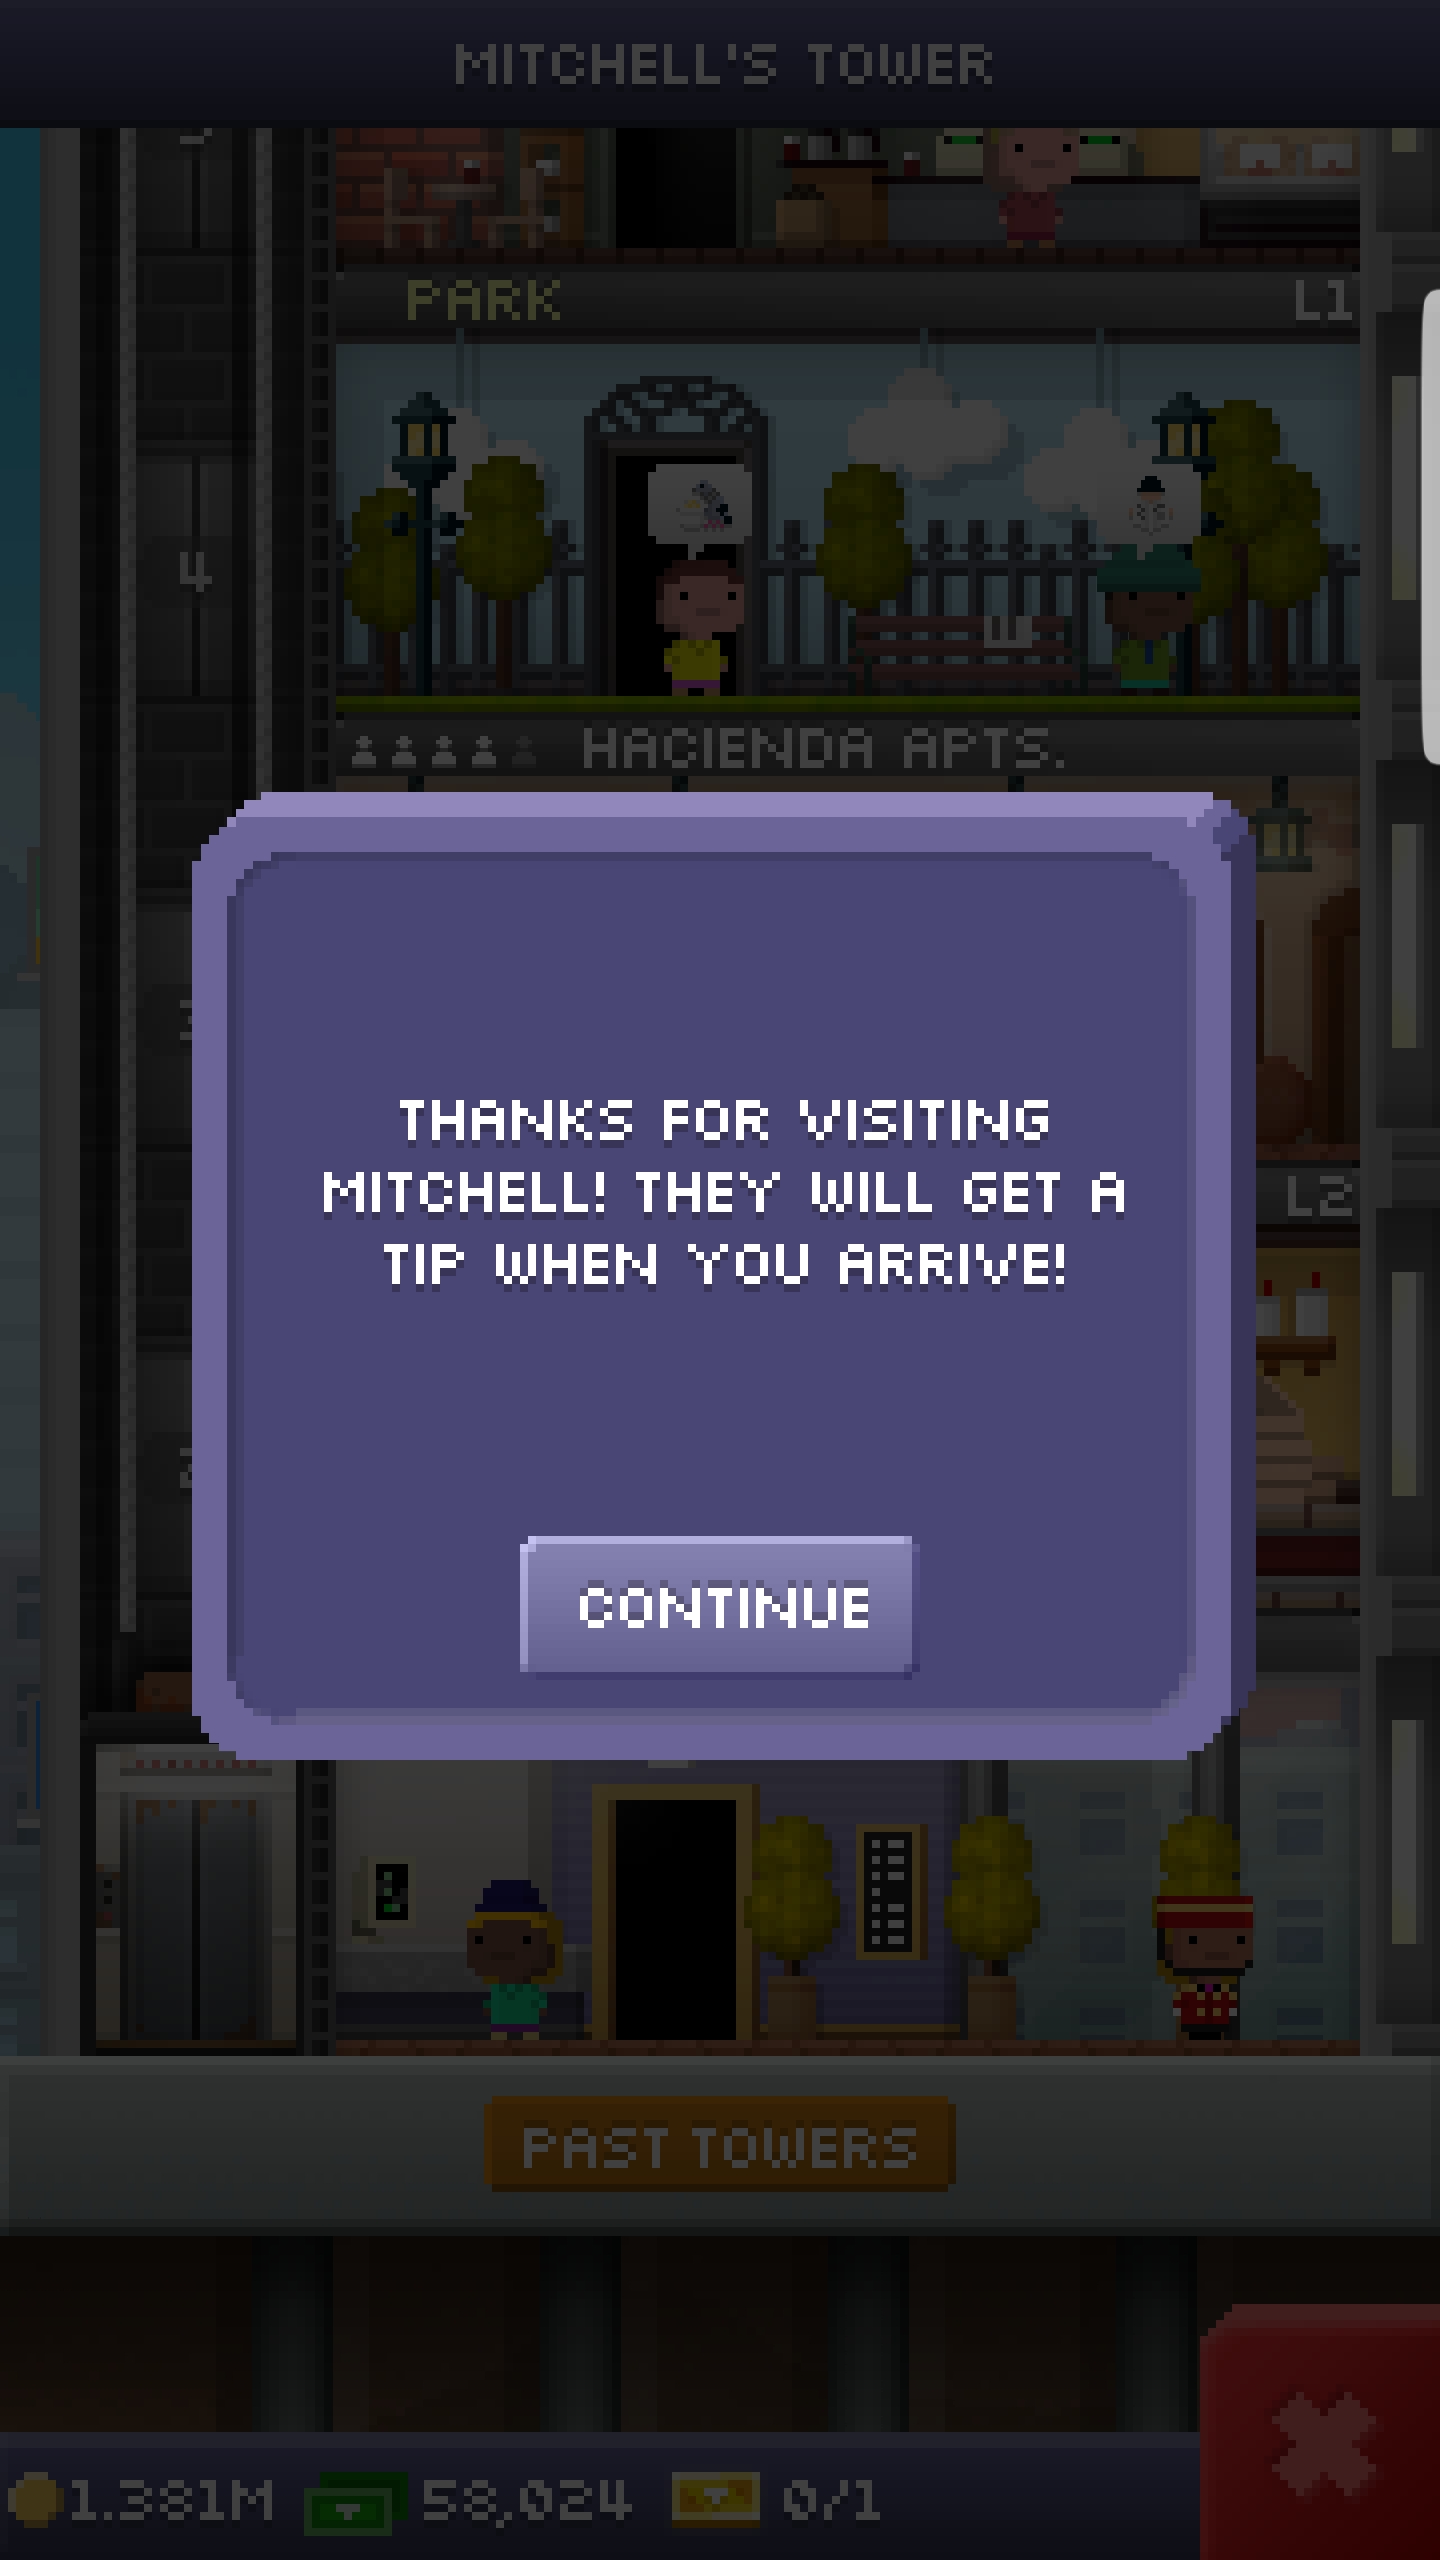 MITCHELL'S TOWER
PARK L1
4
HACIENDA APTS.
THANKS FOR VISITING
MITCHELL! THEY WILL GET A
TIP WHEN YOU ARRIVE!
L2
CONTINUE
PAST TOWERS
1.381M 58,024 0/1